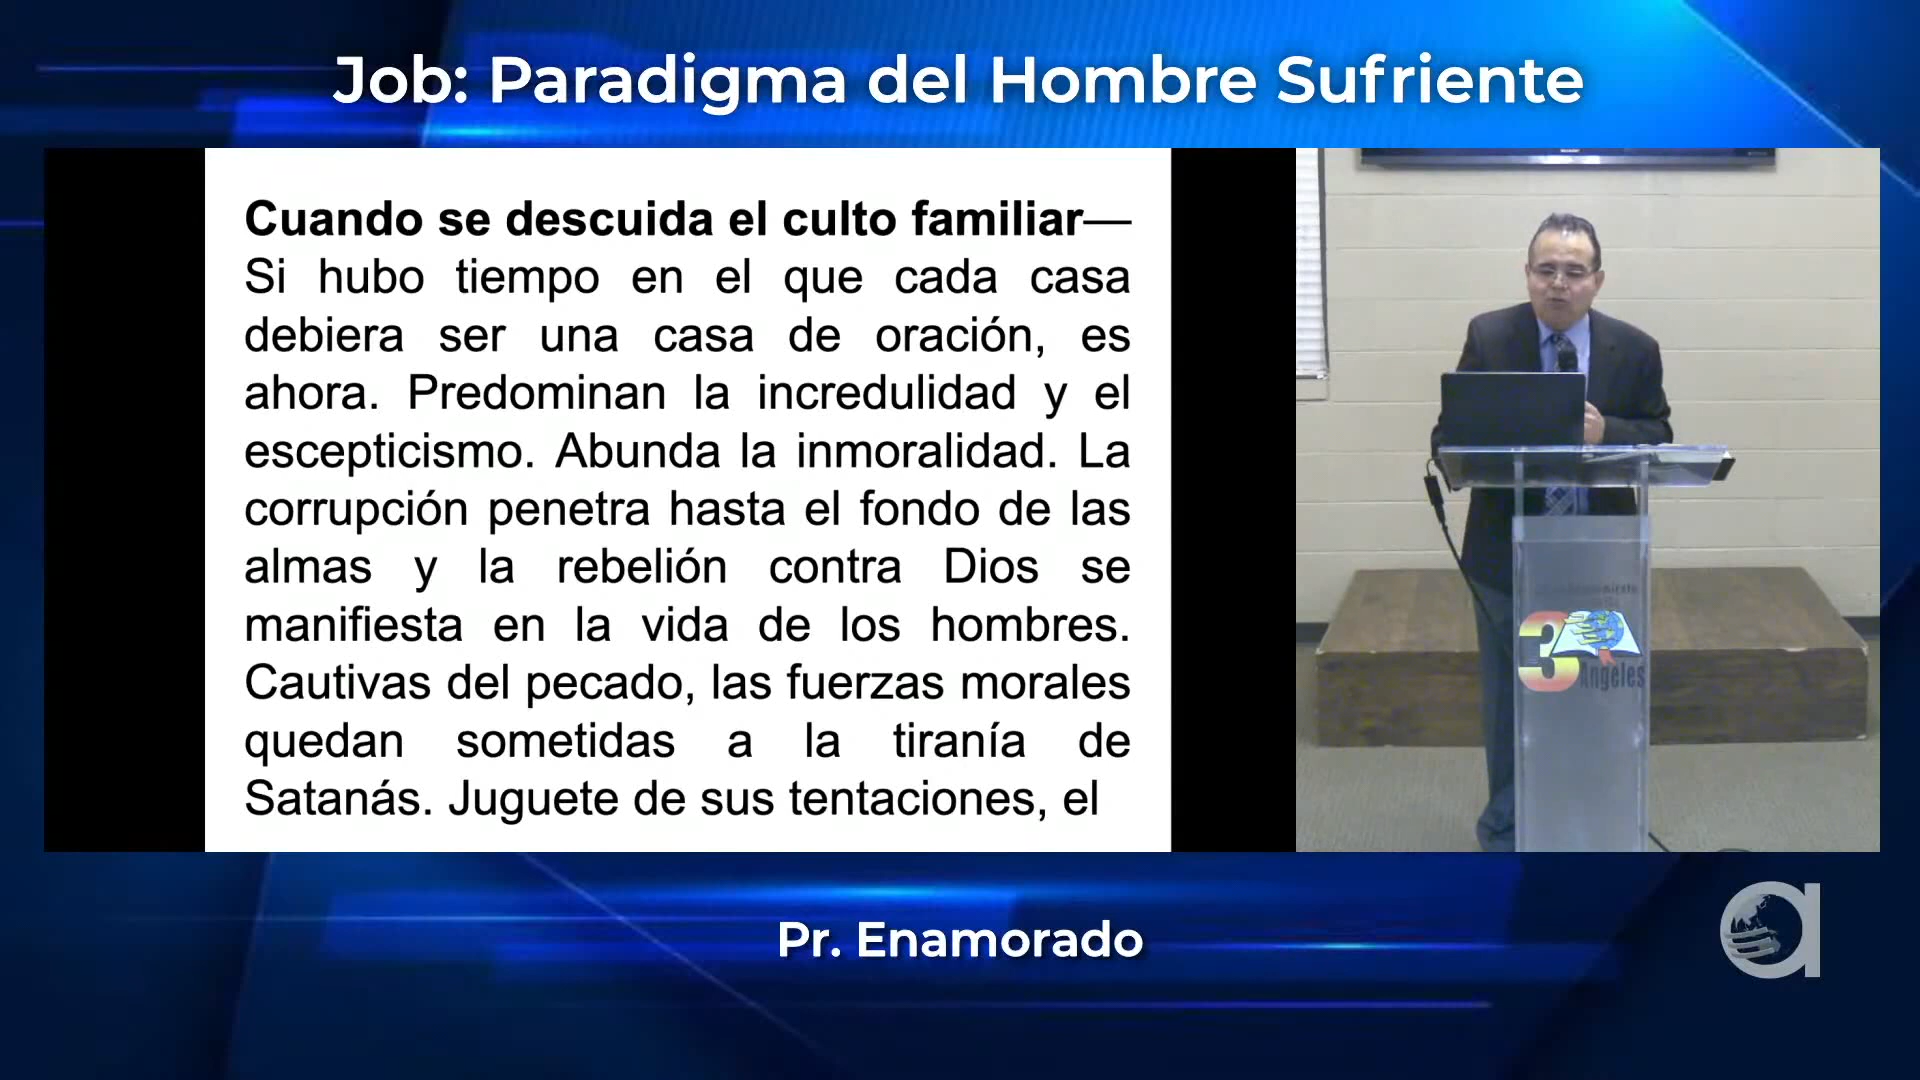 Job: Paradigma del Hombre Sufriente
Cuando se descuida el culto familiar—
Si hubo tiempo en el que cada casa
debiera ser una casa de oración, es
ahora. Predominan la incredulidad y el
escepticismo. Abunda la inmoralidad. La
corrupción penetra hasta el fondo de las
almas y la rebelión contra Dios se
manifiesta en la vida de los hombres.
Cautivas del pecado, las fuerzas morales
quedan sometidas a la tiranía de
Satanás. Juguete de sus tentaciones, el
3
Angeles
Pr. Enamorado
a